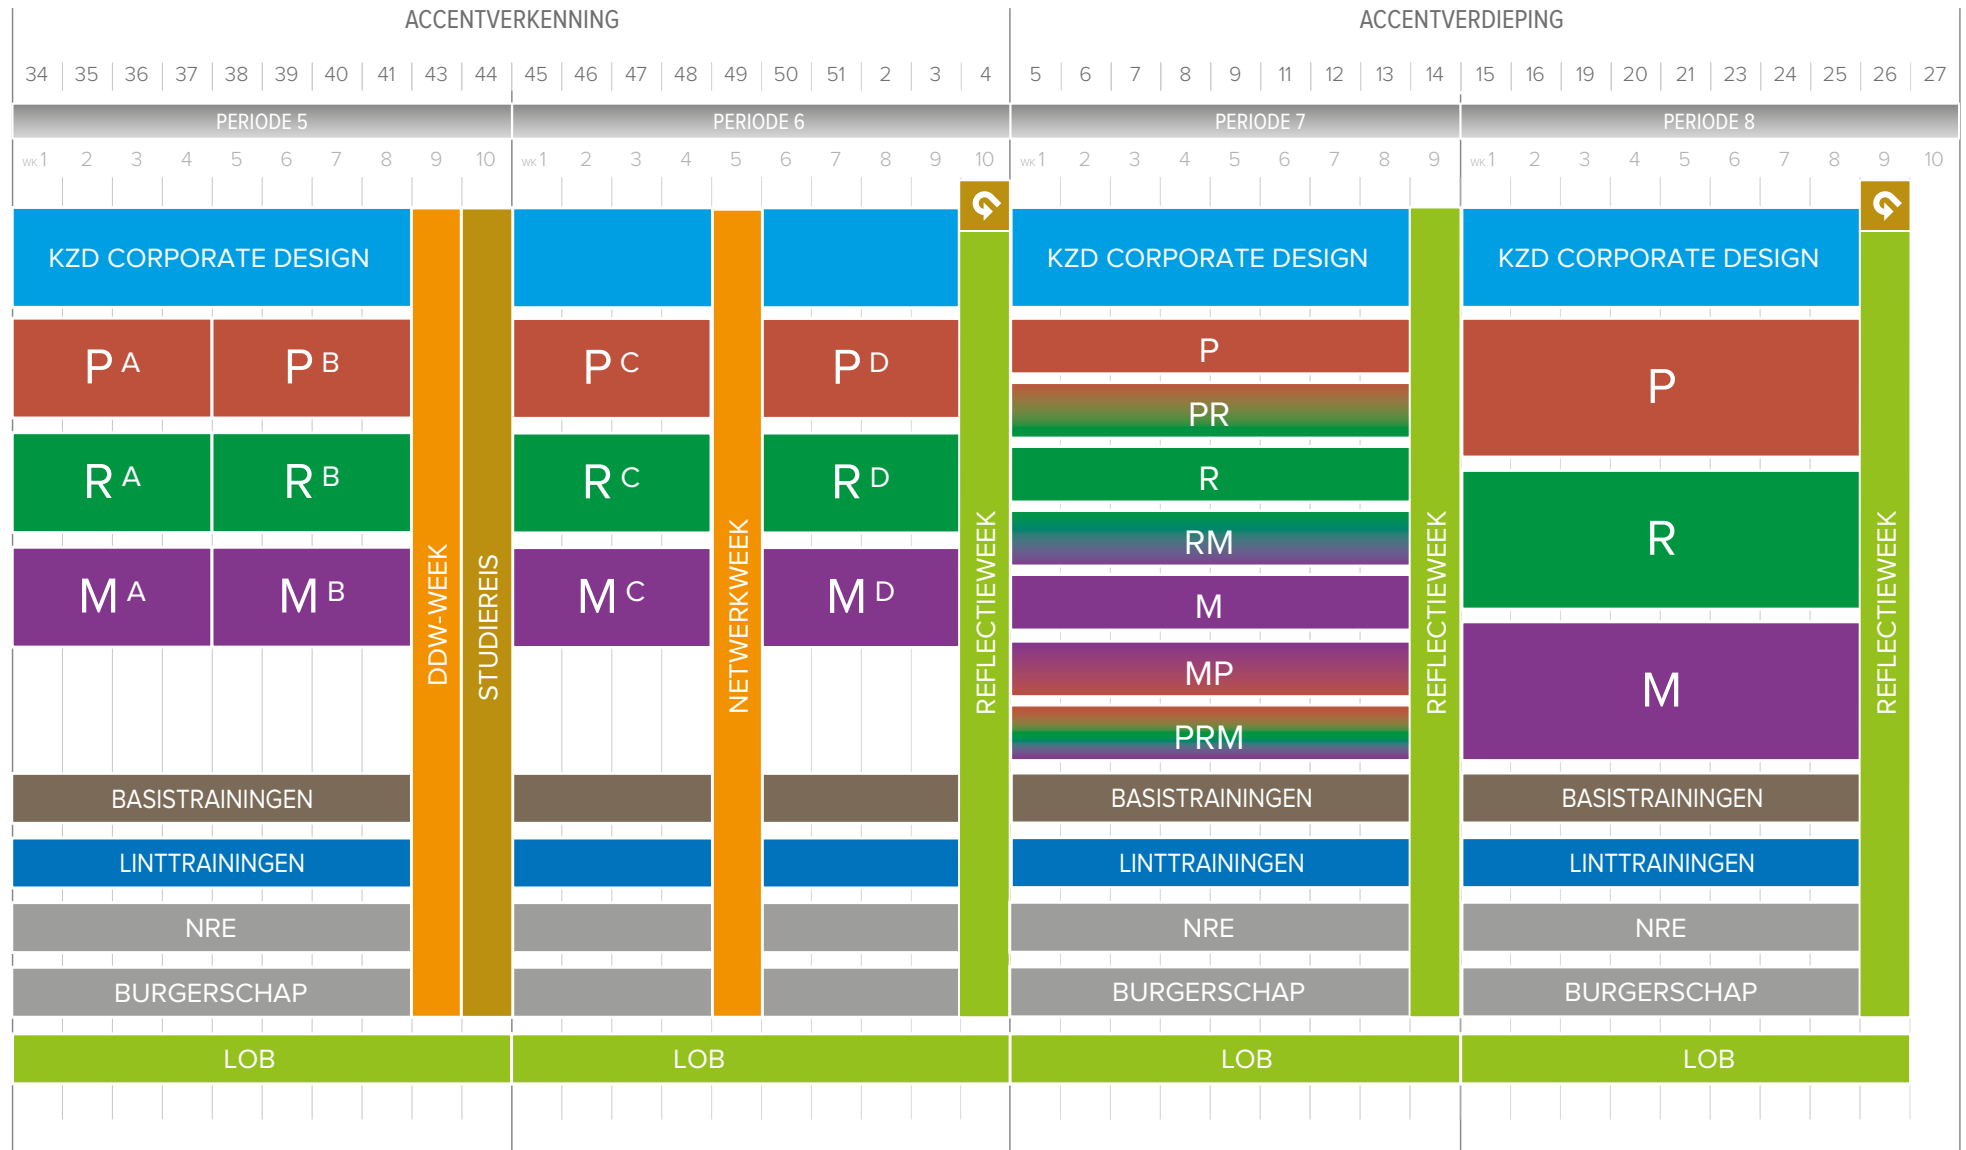 ACCENTVERKENNING ACCENTVERDIEPING
34 35 36 37 38 39 40 41 43 44 45 46 47 48 49 50 51 2 3 4 5 6 7 8 9 11 12 13 14 15 16 19 20 21 23 24 25 26 27
PERIODE 5 PERIODE 6 PERIODE 7 PERIODE 8
WK 1 2 3 4 5 6 7 8 9 10 WK 1 2 3 4 5 6 7 8 9 10 WK 1 2 3 4 5 6 7 8 9 WK 1 2 3 4 5 6 7 8 9 10
KZD CORPORATE DESIGN KZD CORPORATE DESIGN KZD CORPORATE DESIGN
P A P B P C P D P P
PR
R A R B R C R D R R
RM
M A M B M C M D M M
MP
PRM
DDW-WEEK
STUDIEREIS
NETWERKWEEK
REFLECTIEWEEK
REFLECTIEWEEK
REFLECTIEWEEK
BASISTRAININGEN BASISTRAININGEN BASISTRAININGEN
LINTTRAININGEN LINTTRAININGEN LINTTRAININGEN
NRE NRE NRE
BURGERSCHAP BURGERSCHAP BURGERSCHAP
LOB LOB LOB LOB